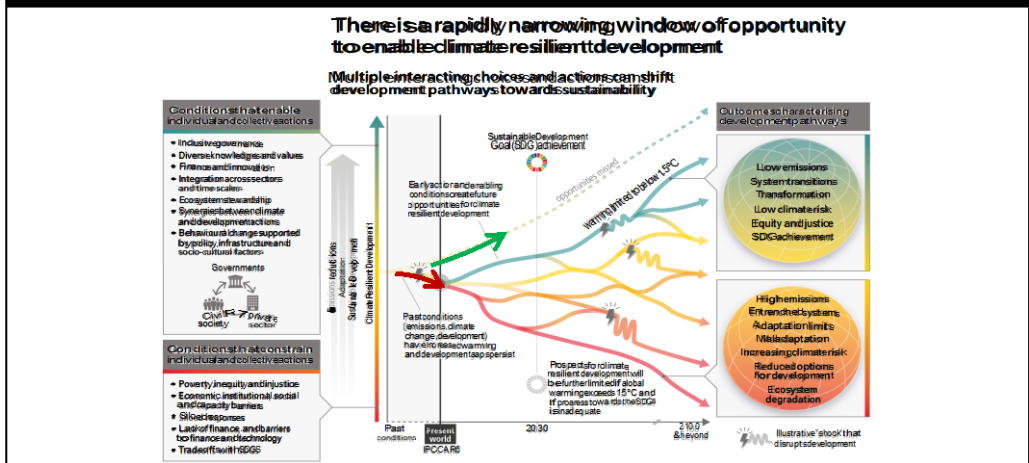 There is a rapidly narrowing window of opportunity
to enable climate resilient development
Multiple interacting choices and actions can shift
development pathways towards sustainability
Conditions that enable
individual and collective actions
• Inclusive governance
• Diverse knowledges and values
• Finance and innovation
• Integration across sectors
and time scales
• Ecosystem stewardship
• Synergies between climate
and development actions
• Behavioural change supported
by policy, infrastructure and
socio-cultural factors
Governments
Civil
society
Private
sector
Conditions that constrain
individual and collective actions
• Poverty, inequity and injustice
• Economic, institutional, social
and capacity barriers
• Siloed responses
• Lack of finance, and barriers
to finance and technology
• Tradeoffs with SDGs
Emissions reductions
Adaptation
Sustainable Development
Climate Resilient Development
Sustainable Development
Goal (SDG) achievement
Early action and enabling
conditions create future
opportunities for climate
resilient development
opportunities missed
warming limited to below 1.5°C
Past conditions
(emissions, climate
change, development)
have increased warming
and development gaps persist
Prospects for climate
resilient development will
be further limited if global
warming exceeds 1.5°C and
if progress towards the SDGs
is inadequate
Past
conditions
Present
world
IPCC AR6
2030
2100
& beyond
Outcomes characterising
development pathways
Low emissions
System transitions
Transformation
Low climate risk
Equity and justice
SDG achievement
High emissions
Entrenched systems
Adaptation limits
Maladaptation
Increasing climate risk
Reduced options
for development
Ecosystem
degradation
Illustrative 'shock' that
disrupts development